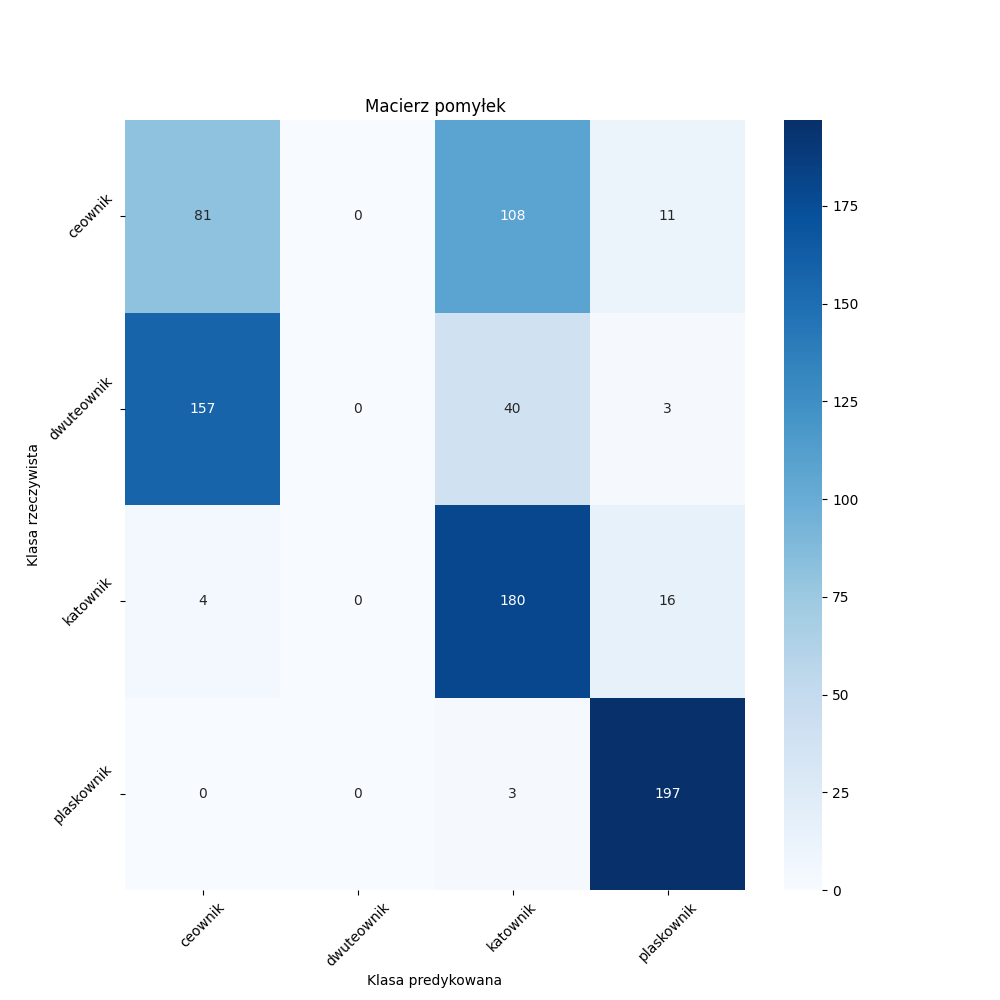 Macierz pomyłek
ceownik
81 0 108 11
dwuteownik
157 0 40 3
katownik
4 0 180 16
plaskownik
0 0 3 197
Klasa rzeczywista
ceownik dwuteownik katownik plaskownik
Klasa predykowana
175
150
125
100
75
50
25
0